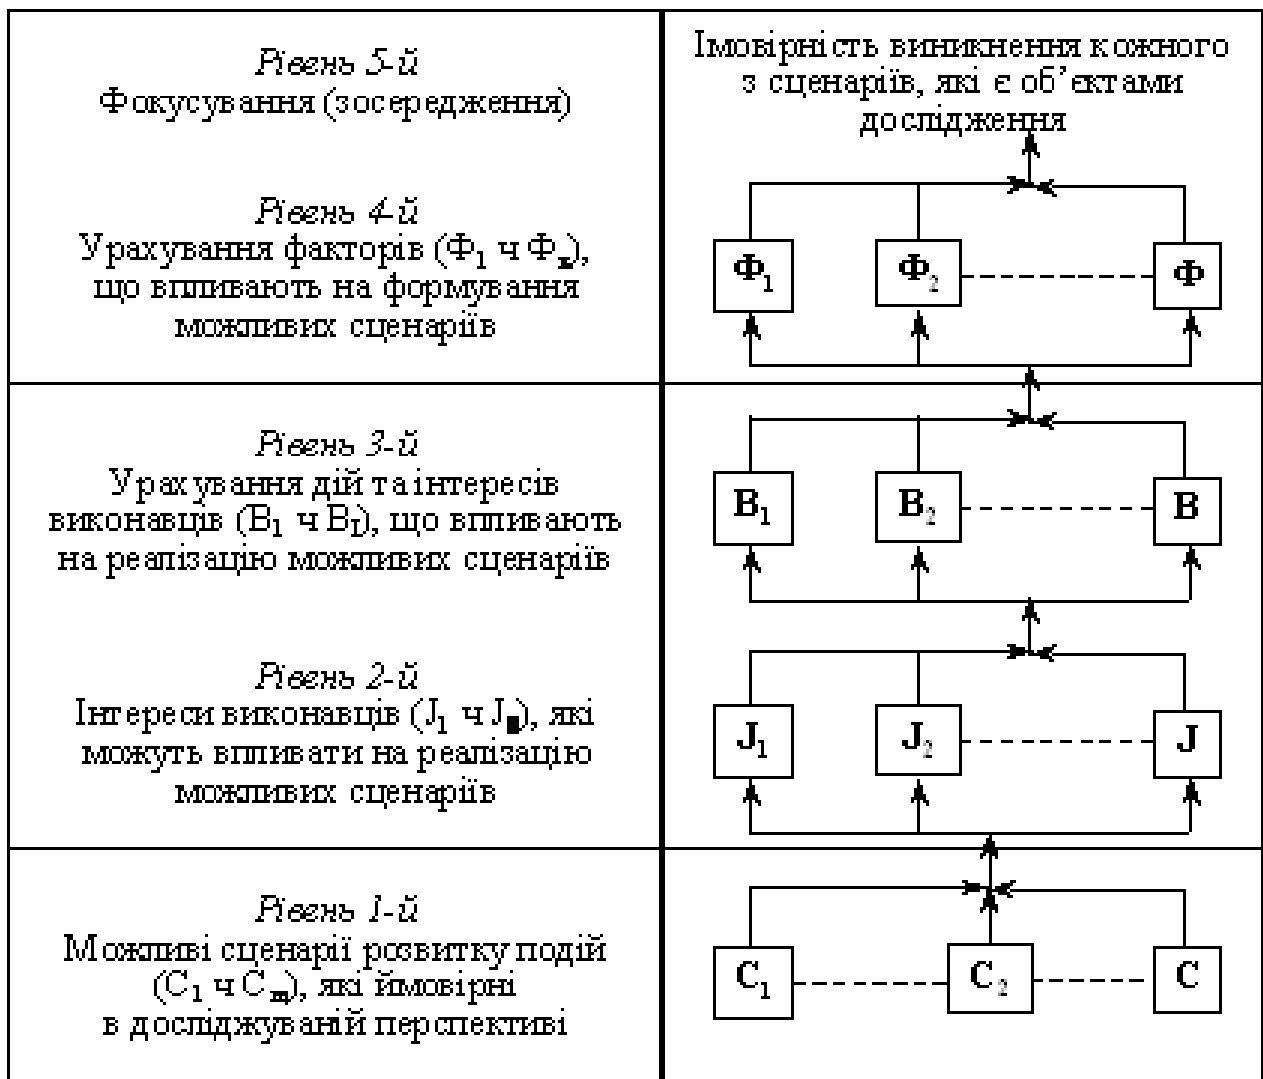 Рівень 5-й
Фокусування (зосередження)
Імовірність виникнення кожного
з сценаріїв, які є об’єктами
дослідження
Рівень 4-й
Урахування факторів (Ф1 ч Ф),
що впливають на формування
можливих сценаріїв
Ф1 Ф2 Ф
Рівень 3-й
Урахування дій та інтересів
виконавців (В1 ч ВІ), що впливають
на реалізацію можливих сценаріїв
В1 В2 В
Рівень 2-й
Інтереси виконавців (J1 ч J), які
можуть впливати на реалізацію
можливих сценаріїв
J1 J2 J
Рівень 1-й
Можливі сценарії розвитку подій
(С1 ч С), які ймовірні
в досліджуваній перспективі
С1 С2 С